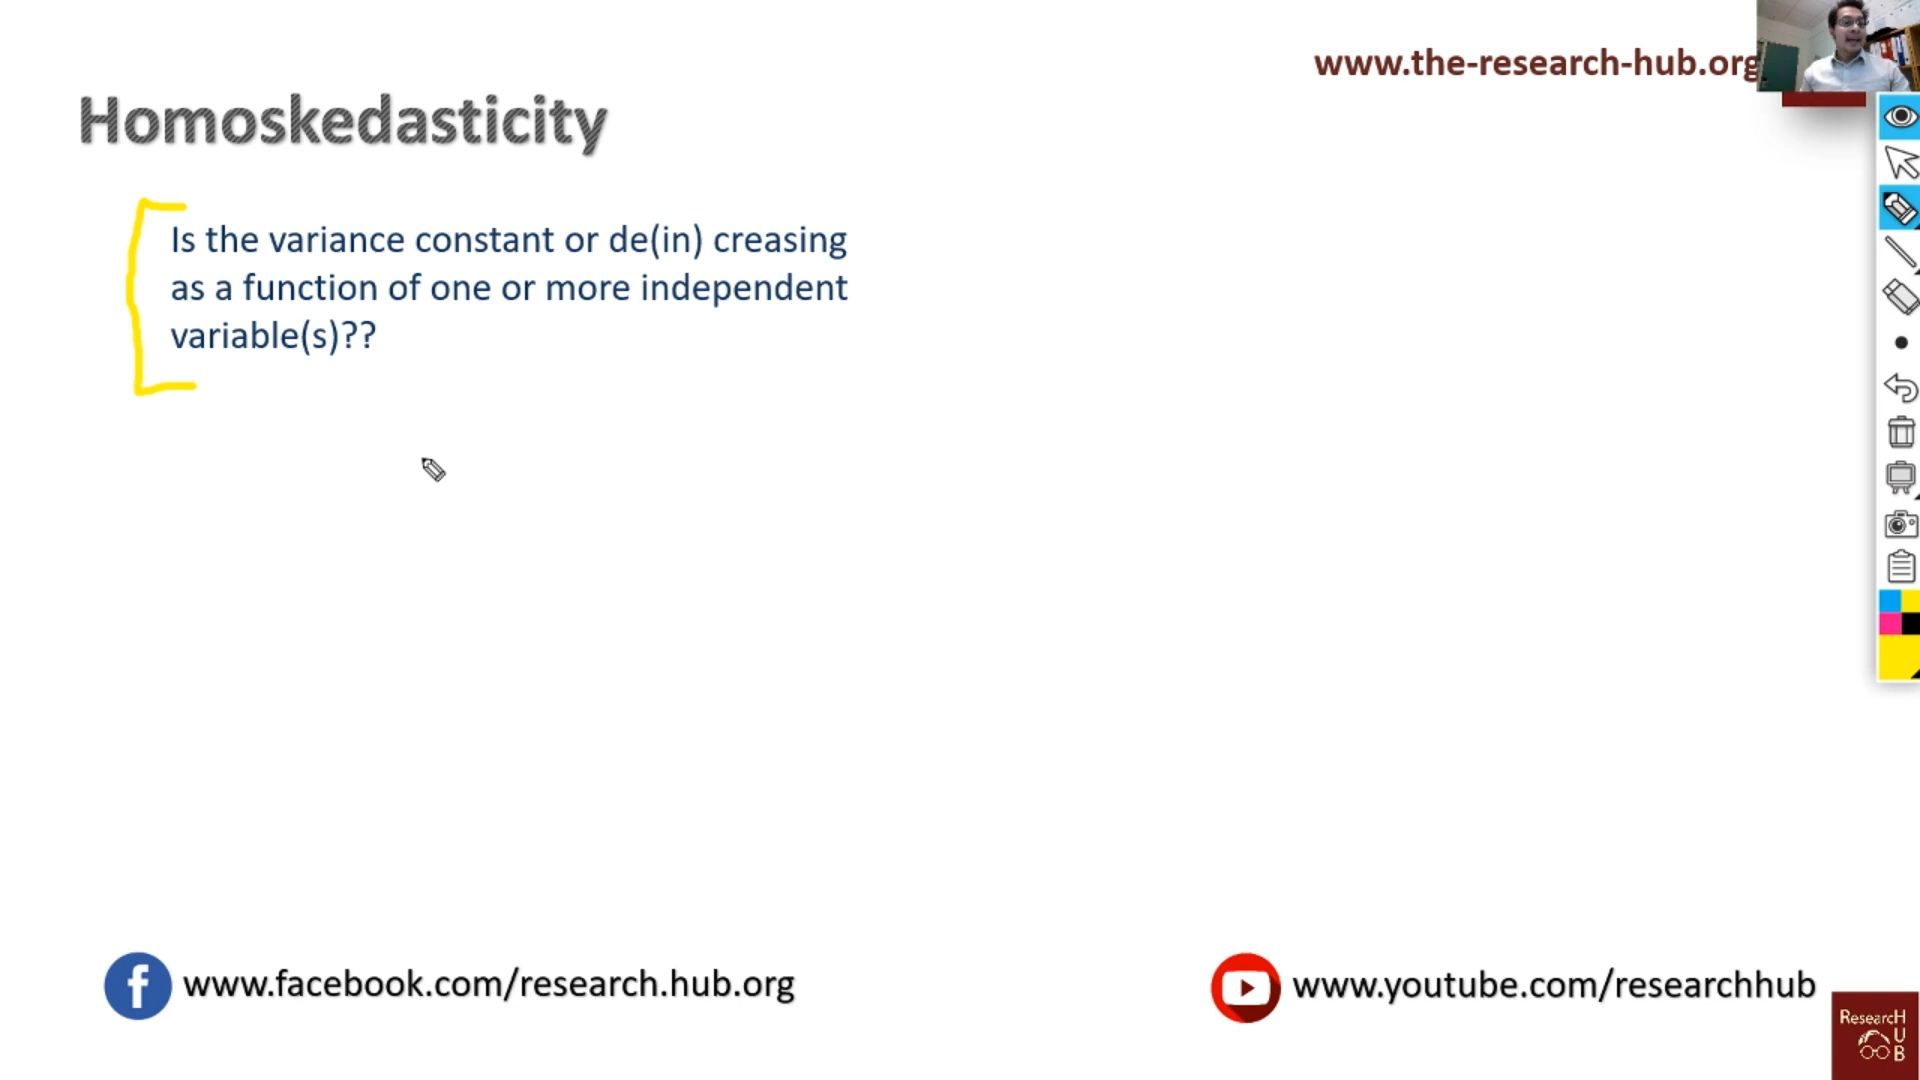 www.the-research-hub.org
Homoskedasticity
Is the variance constant or de(in) creasing
as a function of one or more independent
variable(s)??
www.facebook.com/research.hub.org
www.youtube.com/researchhub
ResearcH
U
B